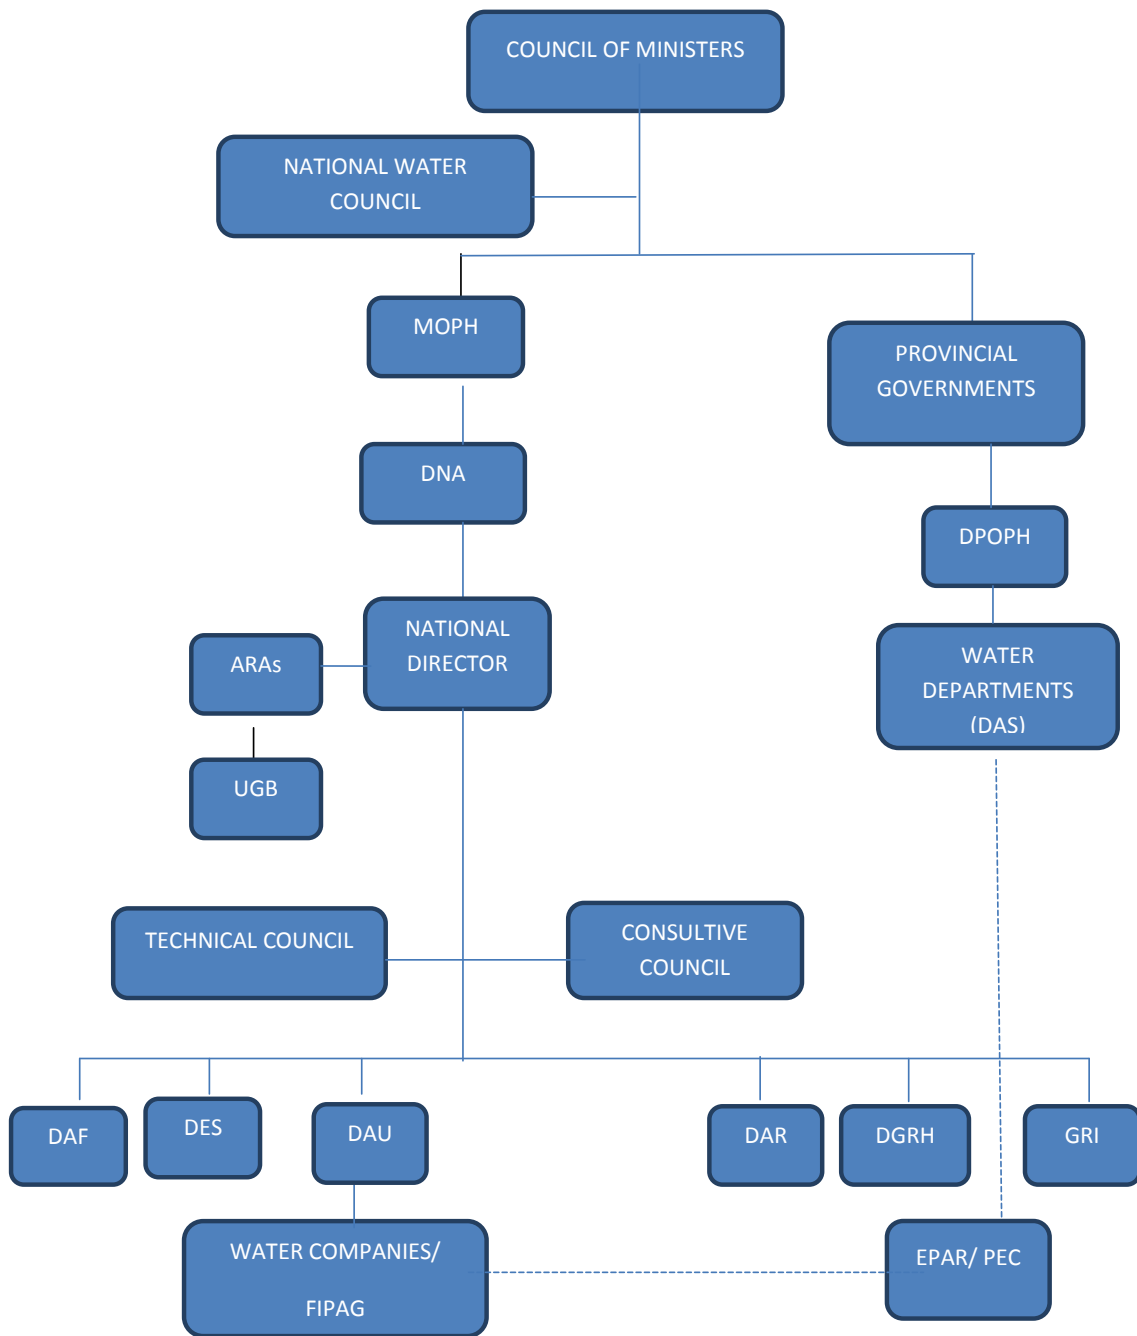 COUNCIL OF MINISTERS
NATIONAL WATER
COUNCIL
MOPH
PROVINCIAL
GOVERNMENTS
DNA
DPOPH
NATIONAL
DIRECTOR
ARAs
WATER
DEPARTMENTS
(DAS)
UGB
TECHNICAL COUNCIL
CONSULTIVE
COUNCIL
DAF
DES
DAU
DAR
DGRH
GRI
WATER COMPANIES/
FIPAG
EPAR/ PEC